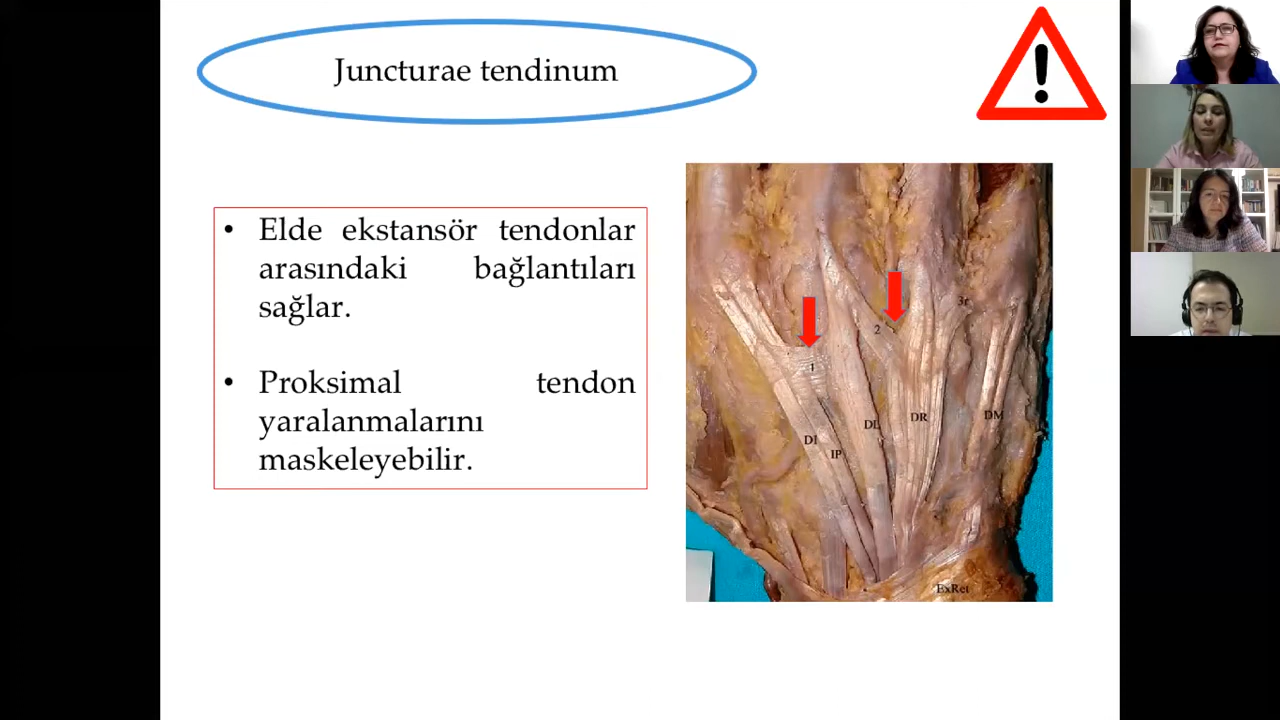 Juncturae tendinum
• Elde ekstansör tendonlar
arasındaki bağlantıları
sağlar.
• Proksimal tendon
yaralanmalarını
maskeleyebilir.
1
2
3r
DI
IP
DL
DR
DM
ExRet